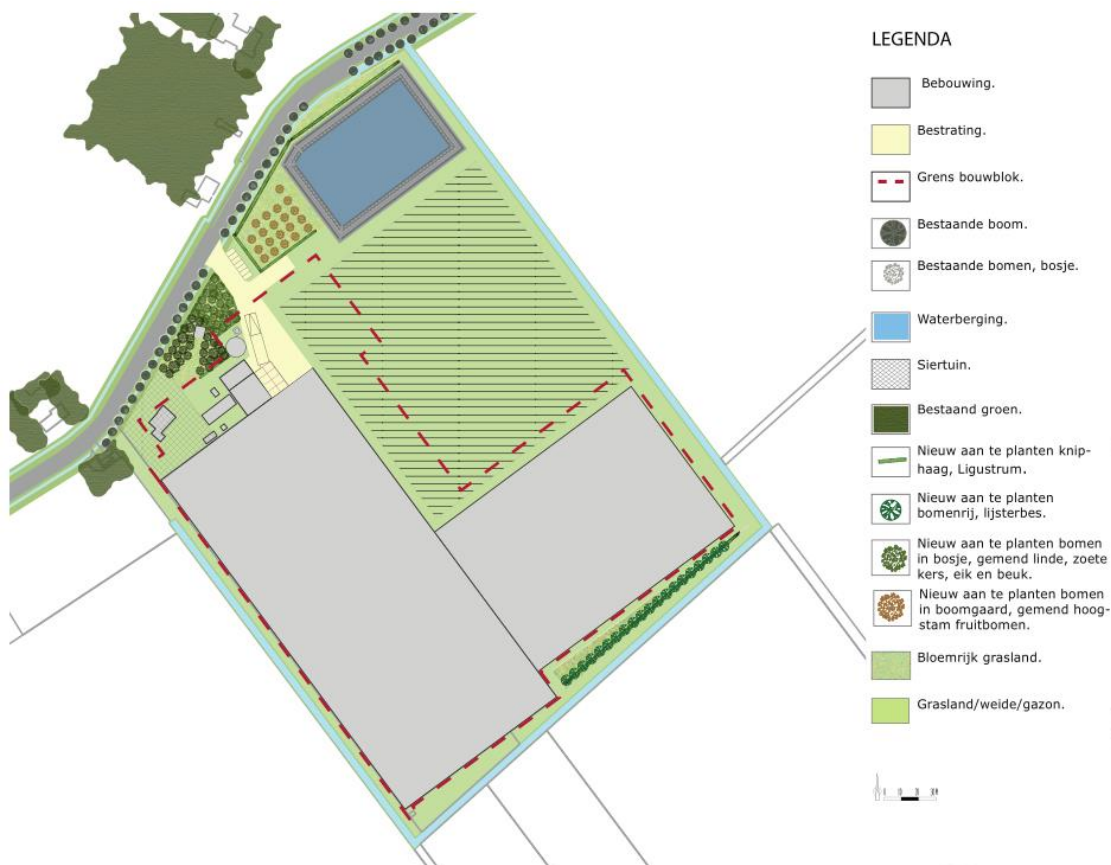 LEGENDA
Bebouwing.
Bestrating.
Grens bouwblok.
Bestaande boom.
Bestaande bomen, bosje.
Waterberging.
Siertuin.
Bestaand groen.
Nieuw aan te planten knip-
haag, Ligustrum.
Nieuw aan te planten
bomenrij, lijsterbes.
Nieuw aan te planten bomen
in bosje, gemend linde, zoete
kers, eik en beuk.
Nieuw aan te planten bomen
in boomgaard, gemend hoog-
stam fruitbomen.
Bloemrijk grasland.
Grasland/weide/gazon.